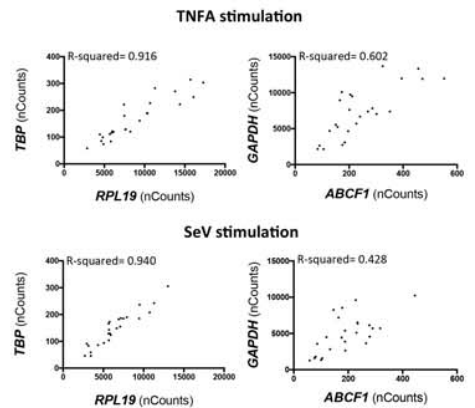 TNFA stimulation
R-squared= 0.916
TBP (nCounts)
400
300
200
100
0
0
5000
10000
15000
20000
RPL19 (nCounts)
R-squared= 0.602
GAPDH (nCounts)
15000
10000
5000
0
0
200
400
600
ABCF1 (nCounts)
SeV stimulation
R-squared= 0.940
TBP (nCounts)
400
300
200
100
0
0
5000
10000
15000
20000
RPL19 (nCounts)
R-squared= 0.428
GAPDH (nCounts)
15000
10000
5000
0
0
200
400
600
ABCF1 (nCounts)